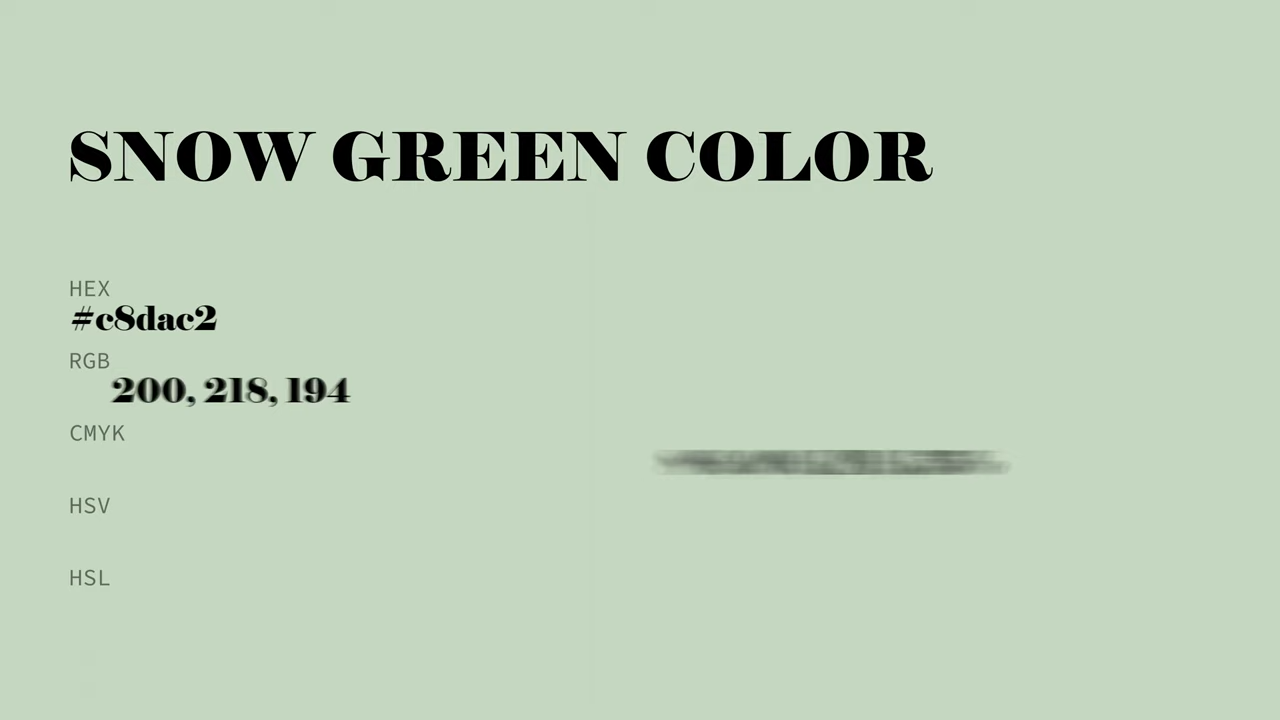 SNOW GREEN COLOR
HEX
#c8dac2
RGB
200, 218, 194
CMYK
HSV
HSL